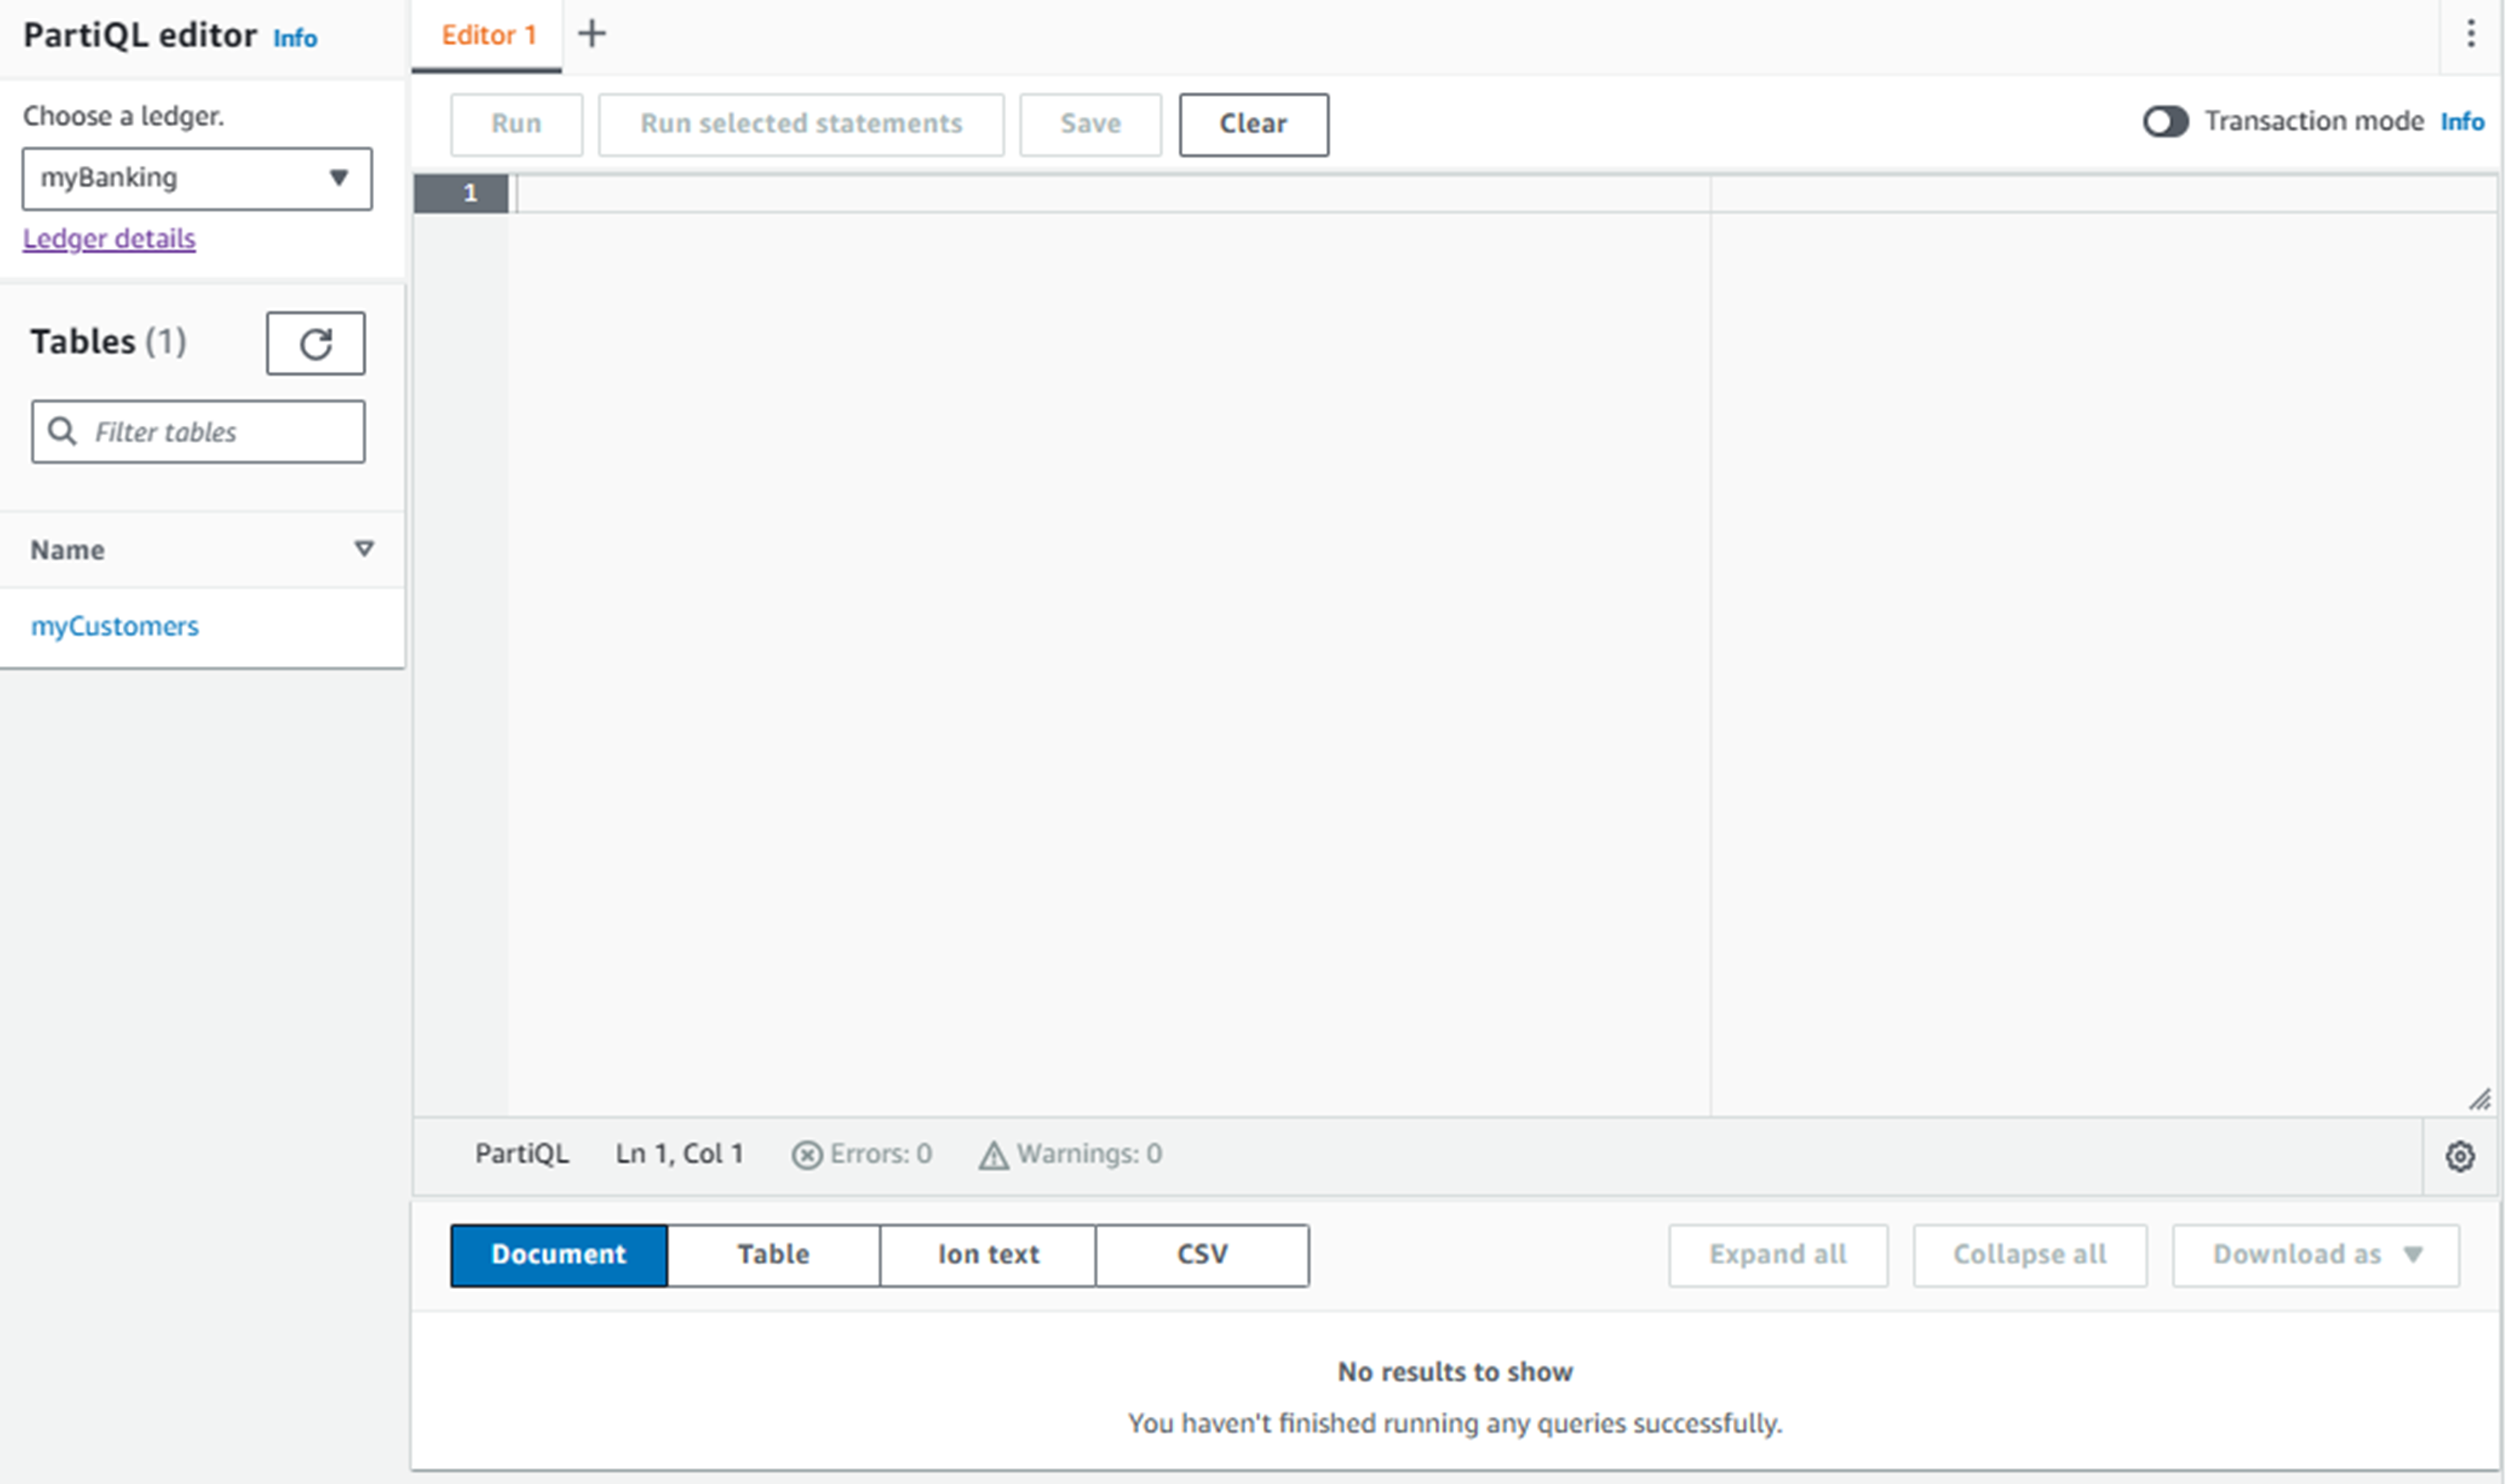 PartiQL editor Info
Choose a ledger.
myBanking
Ledger details
Tables (1)
Filter tables
Name
myCustomers
Editor 1
Run Run selected statements Save Clear
Transaction mode Info
1
PartiQL Ln 1, Col 1 Errors: 0 Warnings: 0
Document Table Ion text CSV
Expand all Collapse all Download as
No results to show
You haven't finished running any queries successfully.